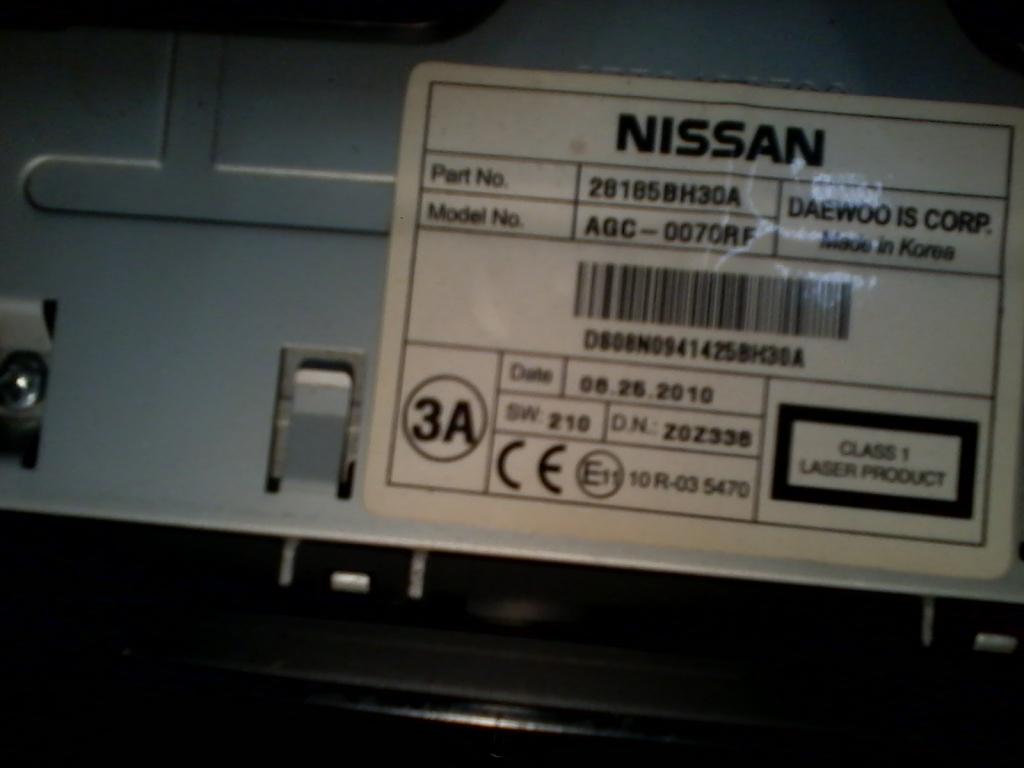 NISSAN
Part No. 28185BH30A
DAEWOO IS CORP.
Model No. AGC-0070RF
Made in Korea
D808N0941425BH30A
Date 08.26.2010
3A
SW: 210 D.N.: Z0Z338
CE E11 10 R-03 5470
CLASS 1
LASER PRODUCT